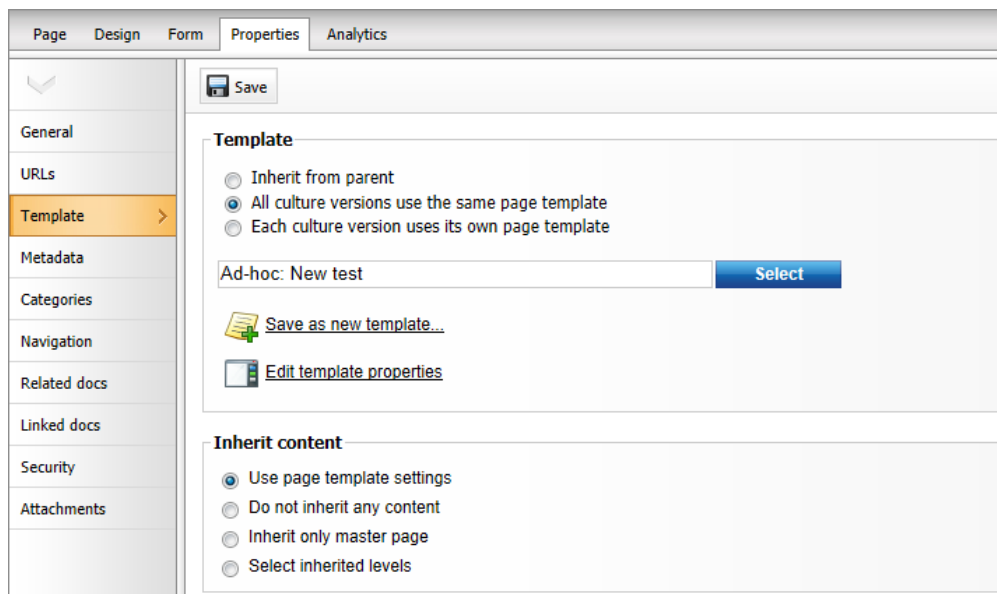 Page Design Form Properties Analytics
Save
General
URLs
Template
Metadata
Categories
Navigation
Related docs
Linked docs
Security
Attachments
Template
Inherit from parent
All culture versions use the same page template
Each culture version uses its own page template
Ad-hoc: New test
Select
Save as new template...
Edit template properties
Inherit content
Use page template settings
Do not inherit any content
Inherit only master page
Select inherited levels